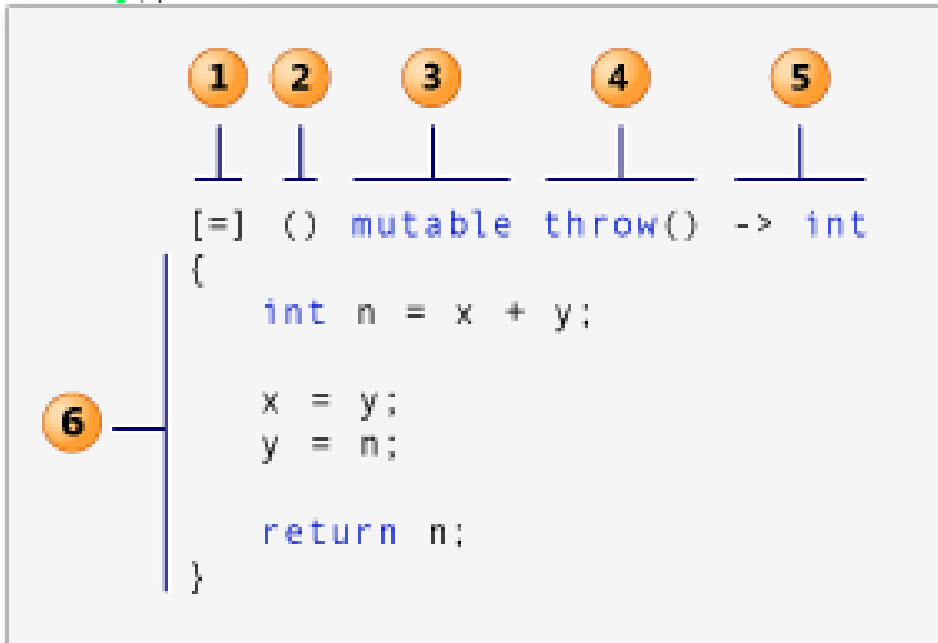 1 2 3 4 5
[=] () mutable throw() -> int
{
int n = x + y;
x = y;
6
y = n;
return n;
}